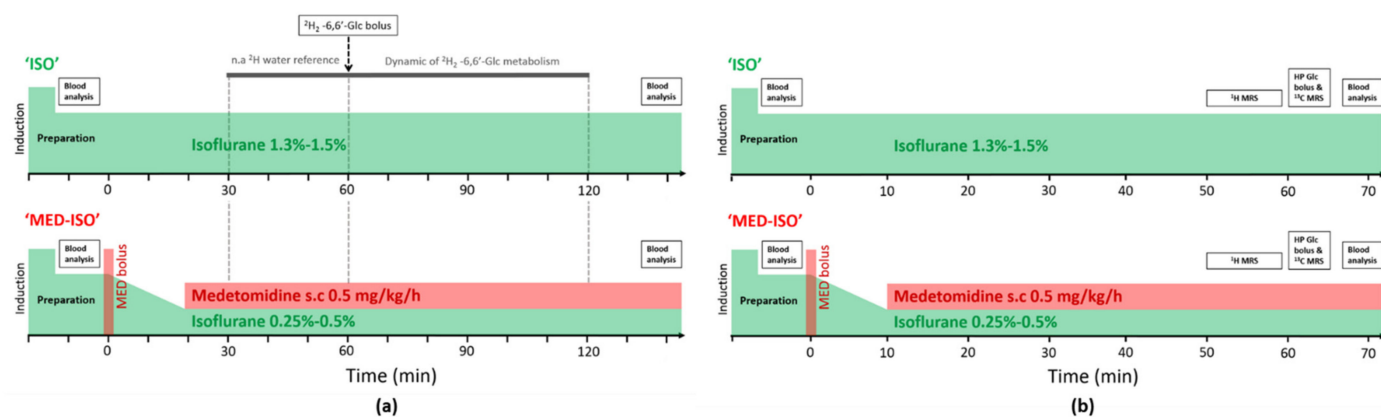 ²H₂ -6,6'-Glc bolus
n.a ²H water reference
Dynamic of ²H₂ -6,6'-Glc metabolism
'ISO'
Blood
analysis
Blood
analysis
Induction
Preparation
Isoflurane 1.3%-1.5%
0 30 60 90 120
'MED-ISO'
Blood
analysis
MED bolus
Blood
analysis
Induction
Preparation
Medetomidine s.c 0.5 mg/kg/h
Isoflurane 0.25%-0.5%
0 30 60 90 120
Time (min)
(a)
'ISO'
Blood
analysis
¹H MRS
HP Glc
bolus &
¹³C MRS
Blood
analysis
Induction
Preparation
Isoflurane 1.3%-1.5%
0 10 20 30 40 50 60 70
'MED-ISO'
Blood
analysis
MED bolus
¹H MRS
HP Glc
bolus &
¹³C MRS
Blood
analysis
Induction
Preparation
Medetomidine s.c 0.5 mg/kg/h
Isoflurane 0.25%-0.5%
0 10 20 30 40 50 60 70
Time (min)
(b)